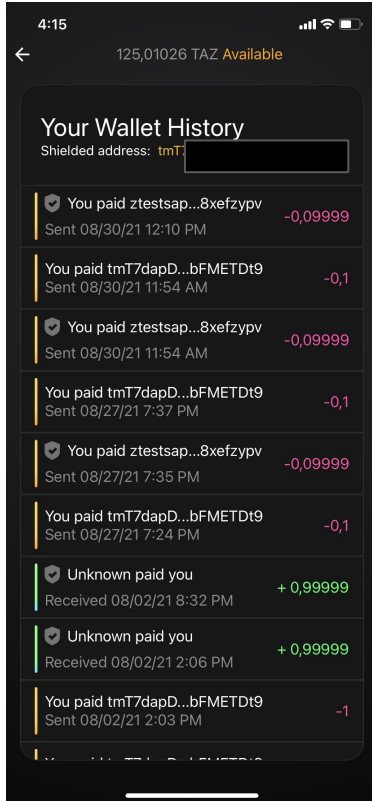 4:15
125,01026 TAZ Available
Your Wallet History
Shielded address: tmT
You paid ztestsap...8xefzypv
-0,09999
Sent 08/30/21 12:10 PM
You paid tmT7dapD...bFMETDt9
-0,1
Sent 08/30/21 11:54 AM
You paid ztestsap...8xefzypv
-0,09999
Sent 08/30/21 11:54 AM
You paid tmT7dapD...bFMETDt9
-0,1
Sent 08/27/21 7:37 PM
You paid ztestsap...8xefzypv
-0,09999
Sent 08/27/21 7:35 PM
You paid tmT7dapD...bFMETDt9
-0,1
Sent 08/27/21 7:24 PM
Unknown paid you
+ 0,99999
Received 08/02/21 8:32 PM
Unknown paid you
+ 0,99999
Received 08/02/21 2:06 PM
You paid tmT7dapD...bFMETDt9
-1
Sent 08/02/21 2:03 PM